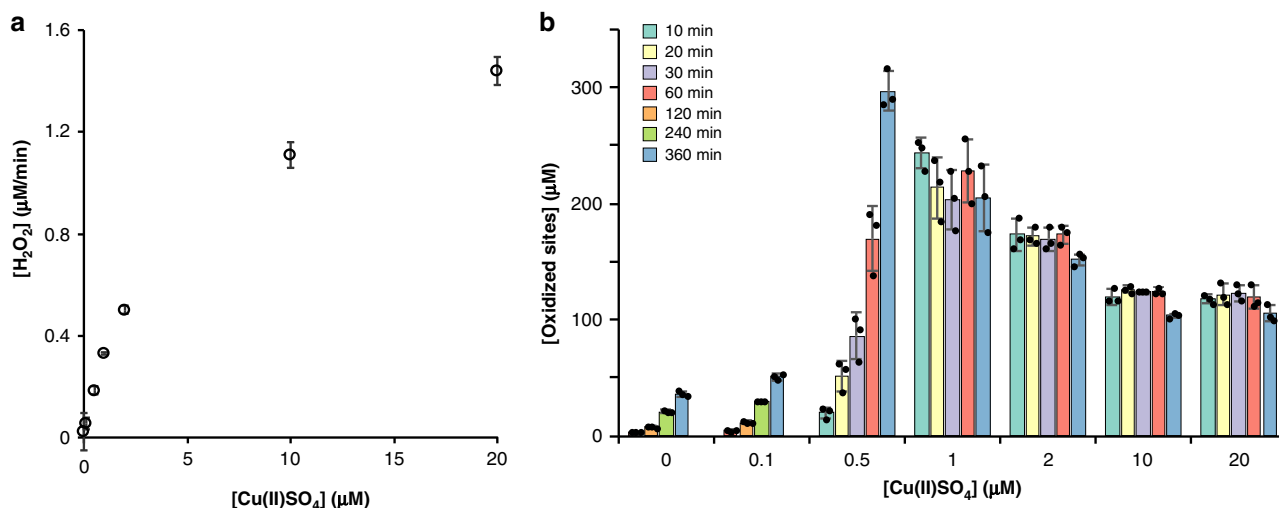 a
1.6
1.2
0.8
0.4
0
0 5 10 15 20
[H₂O₂] (µM/min)
[Cu(II)SO₄] (µM)
b
10 min
20 min
30 min
60 min
120 min
240 min
360 min
300
200
100
0
0 0.1 0.5 1 2 10 20
[Oxidized sites] (µM)
[Cu(II)SO₄] (µM)